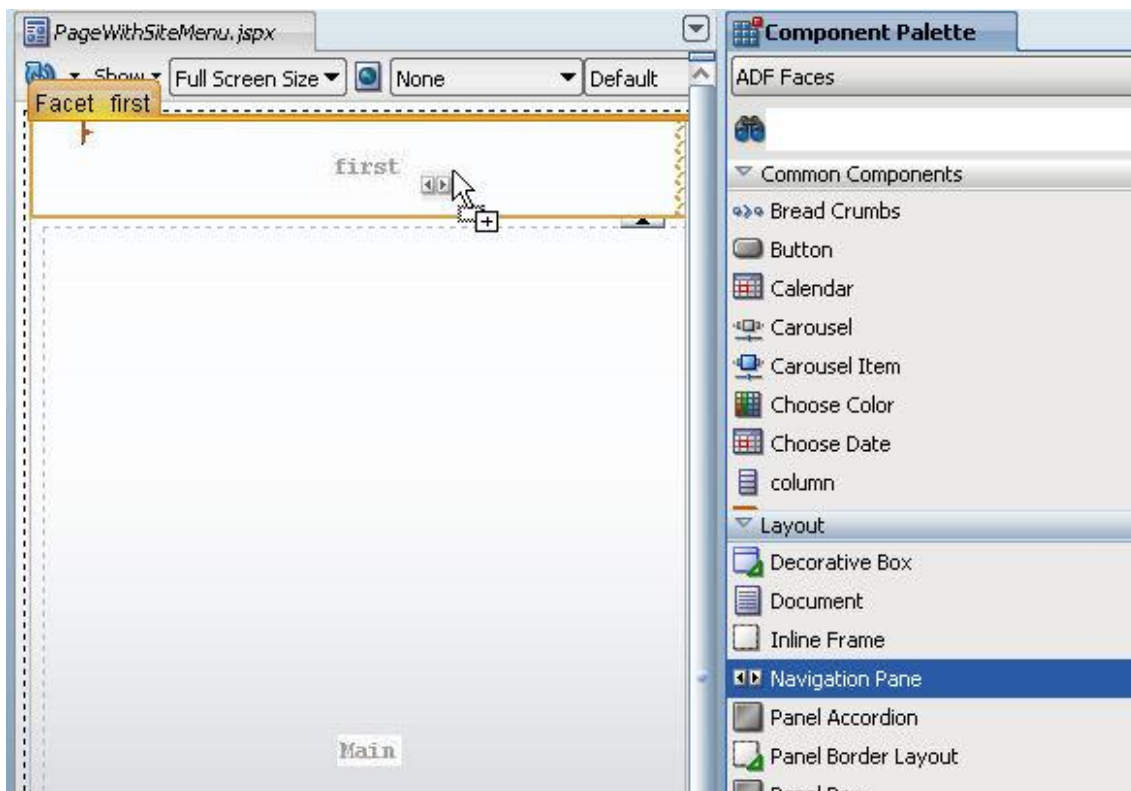 PageWithSiteMenu.jspx
Show Full Screen Size None Default
Facet first
first
Main
Component Palette
ADF Faces
Common Components
Bread Crumbs
Button
Calendar
Carousel
Carousel Item
Choose Color
Choose Date
column
Layout
Decorative Box
Document
Inline Frame
Navigation Pane
Panel Accordion
Panel Border Layout